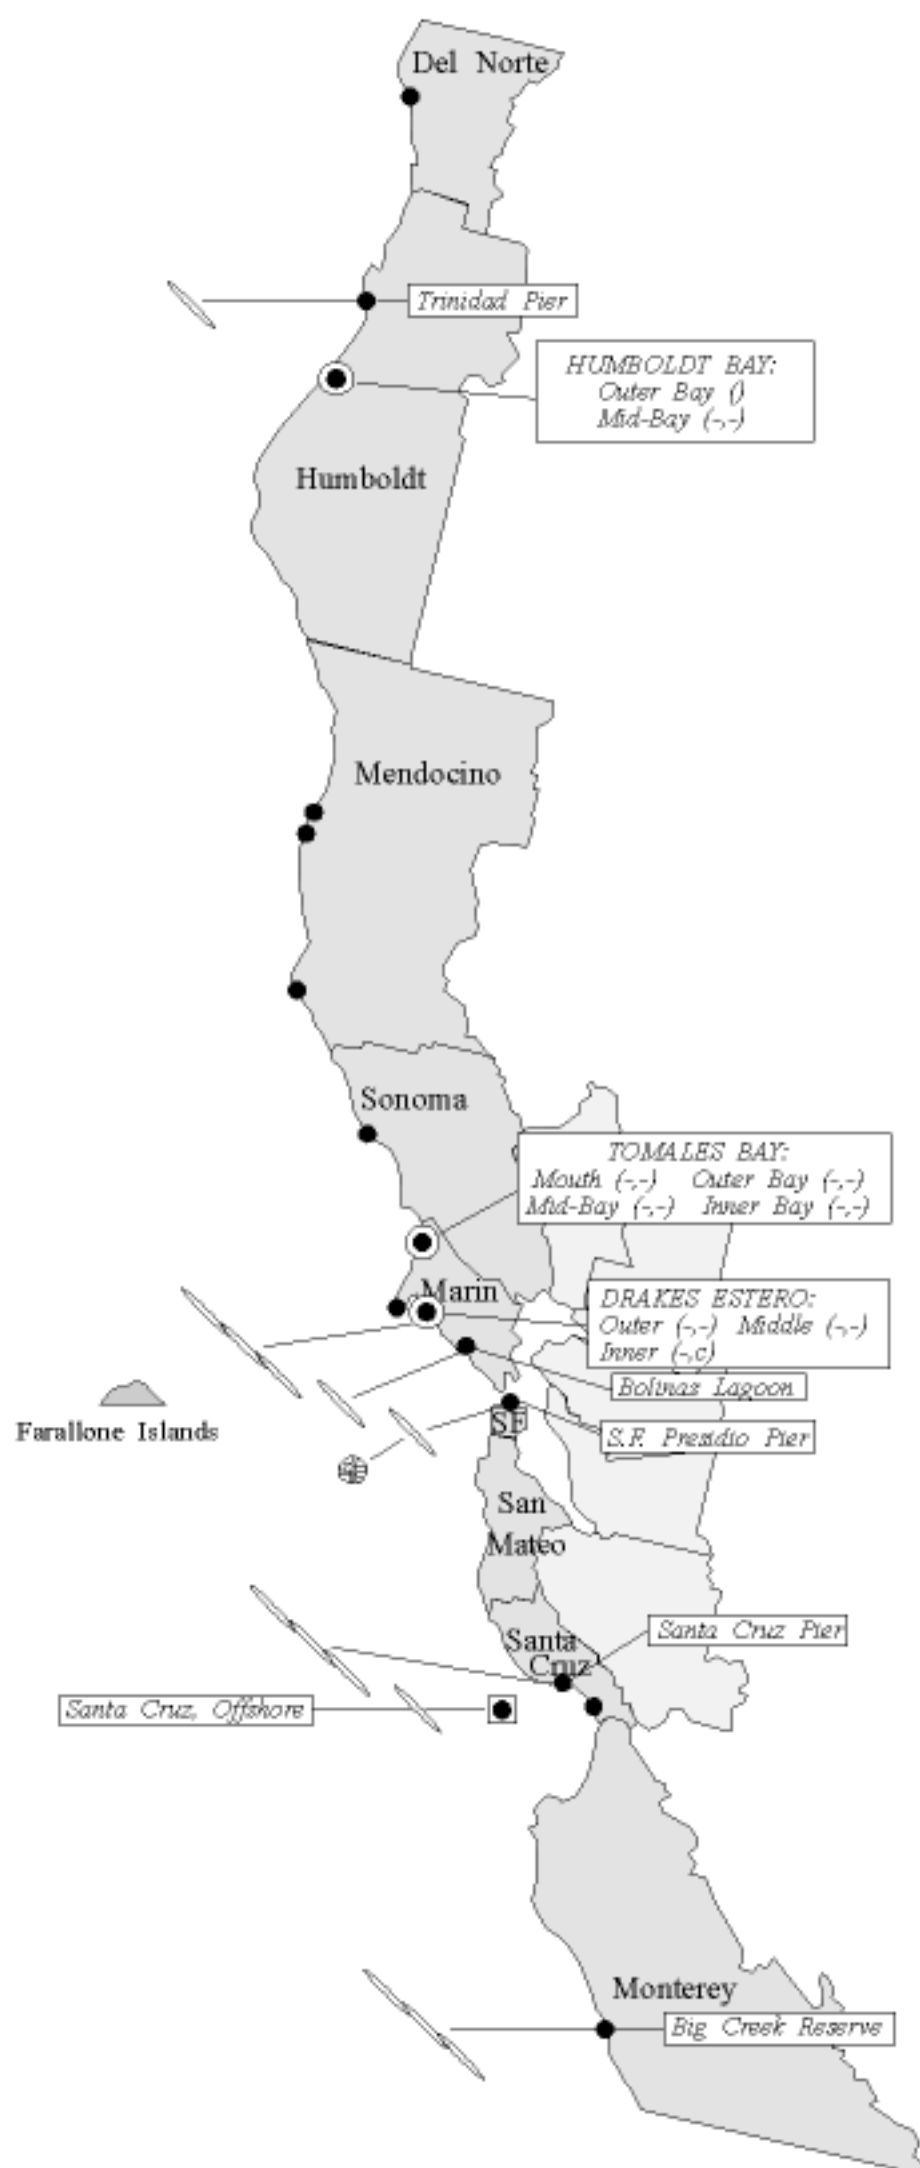 Del Norte
Trinidad Pier
HUMBOLDT BAY:
Outer Bay ()
Mid-Bay (-,-)
Humboldt
Mendocino
Sonoma
TOMALES BAY:
Mouth (-,-) Outer Bay (-,-)
Mid-Bay (-,-) Inner Bay (-,-)
Marin
DRAKES ESTERO:
Outer (-,-) Middle (-,-)
Inner (-,c)
Bolinas Lagoon
Farallone Islands
SF
S.F. Presidio Pier
San
Mateo
Santa Cruz Pier
Santa
Cruz
Santa Cruz, Offshore
Monterey
Big Creek Reserve